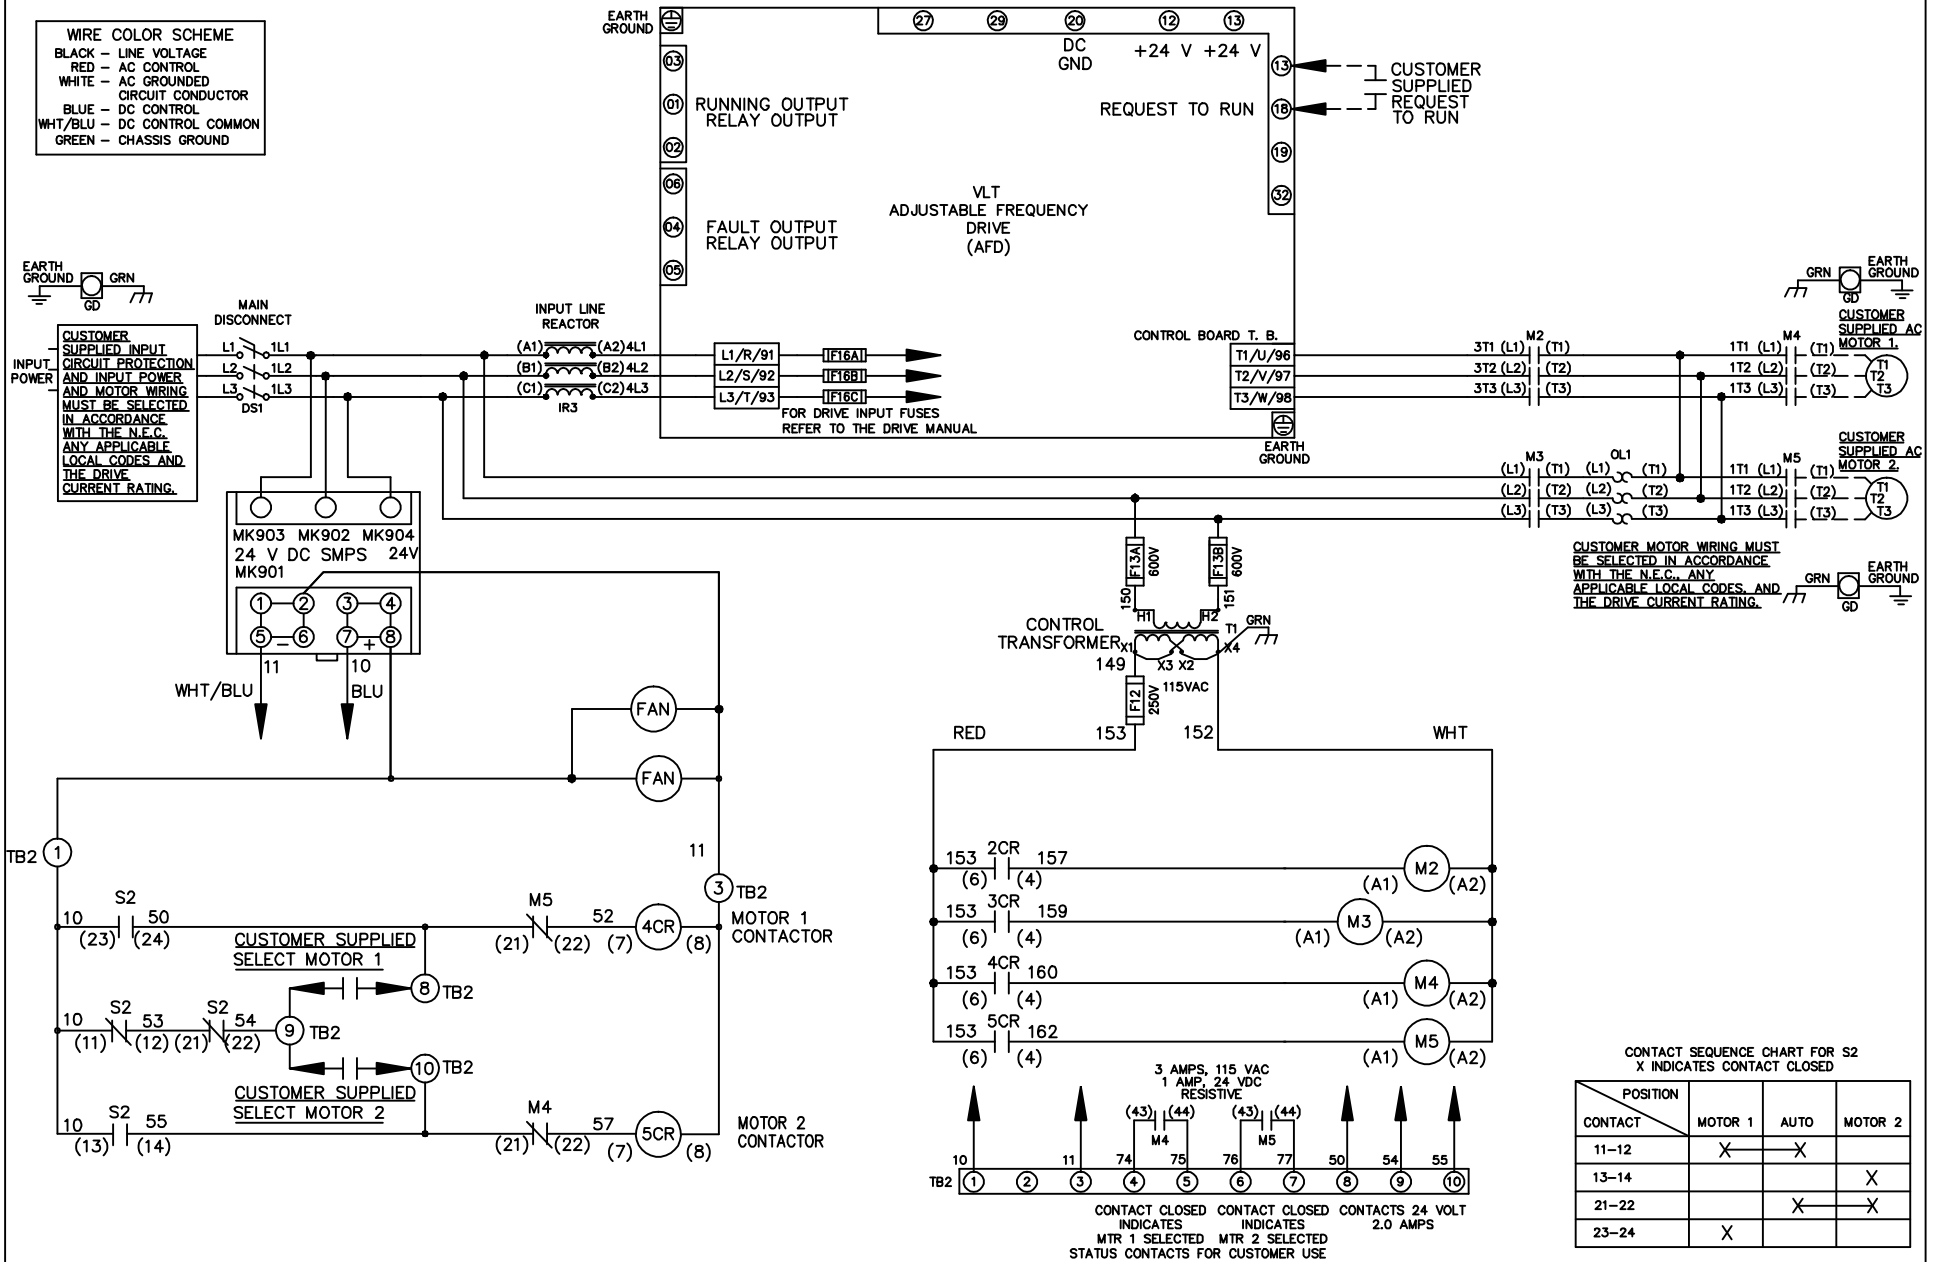 WIRE COLOR SCHEME
BLACK – LINE VOLTAGE
RED – AC CONTROL
WHITE – AC GROUNDED
CIRCUIT CONDUCTOR
BLUE – DC CONTROL
WHT/BLU – DC CONTROL COMMON
GREEN – CHASSIS GROUND
EARTH
GROUND
27 29 20 12 13
DC
GND
+24 V +24 V
03
01
02
RUNNING OUTPUT
RELAY OUTPUT
06
04
05
FAULT OUTPUT
RELAY OUTPUT
VLT
ADJUSTABLE FREQUENCY
DRIVE
(AFD)
REQUEST TO RUN
13
18
19
32
CUSTOMER
SUPPLIED
REQUEST
TO RUN
EARTH
GROUND
GRN
GD
INPUT
POWER
CUSTOMER
SUPPLIED INPUT
CIRCUIT PROTECTION
AND INPUT POWER
AND MOTOR WIRING
MUST BE SELECTED
IN ACCORDANCE
WITH THE N.E.C.
ANY APPLICABLE
LOCAL CODES AND
THE DRIVE
CURRENT RATING.
MAIN
DISCONNECT
L1 1L1
L2 1L2
L3 1L3
DS1
INPUT LINE
REACTOR
(A1) (A2) 4L1
(B1) (B2) 4L2
(C1) (C2) 4L3
IR3
L1/R/91
L2/S/92
L3/T/93
F16A
F16B
F16C
FOR DRIVE INPUT FUSES
REFER TO THE DRIVE MANUAL
CONTROL BOARD T. B.
T1/U/96
T2/V/97
T3/W/98
EARTH
GROUND
M2
3T1 (L1) (T1)
3T2 (L2) (T2)
3T3 (L3) (T3)
M4
1T1 (L1) (T1)
1T2 (L2) (T2)
1T3 (L3) (T3)
GRN
EARTH
GROUND
GD
CUSTOMER
SUPPLIED AC
MOTOR 1.
T1
T2
T3
M3
(L1) (T1)
(L2) (T2)
(L3) (T3)
OL1
(L1) (T1)
(L2) (T2)
(L3) (T3)
M5
1T1 (L1) (T1)
1T2 (L2) (T2)
1T3 (L3) (T3)
CUSTOMER
SUPPLIED AC
MOTOR 2.
T1
T2
T3
CUSTOMER MOTOR WIRING MUST
BE SELECTED IN ACCORDANCE
WITH THE N.E.C., ANY
APPLICABLE LOCAL CODES, AND
THE DRIVE CURRENT RATING.
GRN
EARTH
GROUND
GD
MK903 MK902 MK904
24 V DC SMPS 24V
MK901
1 2 3 4
5 – 6 7 + 8
11 10
WHT/BLU BLU
FAN
FAN
F13A 600V
F13B 600V
150 151
H1 H2
CONTROL
TRANSFORMER
T1
GRN
X1 X3 X2 X4
149
115VAC
F12 250V
153 152
RED WHT
TB2 1
11
3 TB2
S2
10 50
(23) (24)
M5
(21) (22)
52
(7) 4CR (8)
MOTOR 1
CONTACTOR
CUSTOMER SUPPLIED
SELECT MOTOR 1
8 TB2
S2 S2
10 53 54
(11) (12) (21) (22)
9 TB2
10 TB2
CUSTOMER SUPPLIED
SELECT MOTOR 2
S2
10 55
(13) (14)
M4
(21) (22)
57
(7) 5CR (8)
MOTOR 2
CONTACTOR
153 2CR 157
(6) (4)
M2
(A1) (A2)
153 3CR 159
(6) (4)
M3
(A1) (A2)
153 4CR 160
(6) (4)
M4
(A1) (A2)
153 5CR 162
(6) (4)
M5
(A1) (A2)
3 AMPS, 115 VAC
1 AMP, 24 VDC
RESISTIVE
(43) (44) (43) (44)
M4 M5
10 11 74 75 76 77 50 54 55
TB2 1 2 3 4 5 6 7 8 9 10
CONTACT CLOSED
INDICATES
MTR 1 SELECTED
CONTACT CLOSED
INDICATES
MTR 2 SELECTED
STATUS CONTACTS FOR CUSTOMER USE
CONTACTS 24 VOLT
2.0 AMPS
CONTACT SEQUENCE CHART FOR S2
X INDICATES CONTACT CLOSED
POSITION
CONTACT MOTOR 1 AUTO MOTOR 2
11–12 X X
13–14 X
21–22 X X
23–24 X